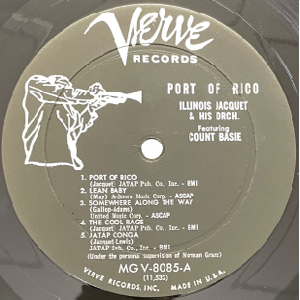 Verve
RECORDS
PORT OF RICO
ILLINOIS JACQUET
& HIS ORCH.
Featuring
COUNT BASIE
1. PORT OF RICO
(Jacquet) JATAP Pub. Co., Inc. - BMI
2. LEAN BABY
(May) Music Corp. - ASCAP
3. SOMEWHERE ALONG THE WAY
(Gallop-Adams)
United Music Corp. - ASCAP
4. THE COOL RAGE
(Jacquet) JATAP Pub. Co., Inc. - BMI
5. JATAP CONGA
(Jacquet Lewis)
JATAP Pub. Co., Inc. - BMI
(Under the personal supervision of Norman Granz)
MG V-8085-A
(11,535)
VERVE RECORDS, INC. MADE IN U.S.A.